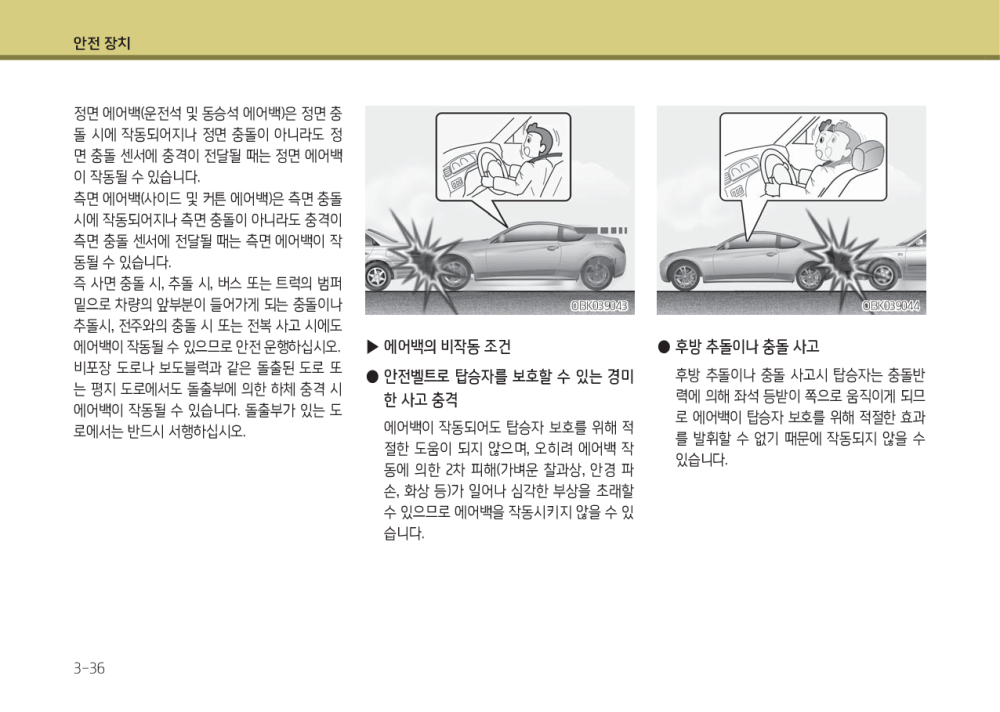 안전 장치
정면 에어백(운전석 및 동승석 에어백)은 정면 충
돌 시에 작동되어지나 정면 충돌이 아니라도 정
면 충돌 센서에 충격이 전달될 때는 정면 에어백
이 작동될 수 있습니다.
측면 에어백(사이드 및 커튼 에어백)은 측면 충돌
시에 작동되어지나 측면 충돌이 아니라도 충격이
측면 충돌 센서에 전달될 때는 측면 에어백이 작
동될 수 있습니다.
즉 사면 충돌 시, 추돌 시, 버스 또는 트럭의 범퍼
밑으로 차량의 앞부분이 들어가게 되는 충돌이나
추돌시, 전주와의 충돌 시 또는 전복 사고 시에도
에어백이 작동될 수 있으므로 안전 운행하십시오.
비포장 도로나 보도블럭과 같은 돌출된 도로 또
는 평지 도로에서도 돌출부에 의한 하체 충격 시
에어백이 작동될 수 있습니다. 돌출부가 있는 도
로에서는 반드시 서행하십시오.
OBK039043
▶ 에어백의 비작동 조건
● 안전벨트로 탑승자를 보호할 수 있는 경미
한 사고 충격
에어백이 작동되어도 탑승자 보호를 위해 적
절한 도움이 되지 않으며, 오히려 에어백 작
동에 의한 2차 피해(가벼운 찰과상, 안경 파
손, 화상 등)가 일어나 심각한 부상을 초래할
수 있으므로 에어백을 작동시키지 않을 수 있
습니다.
OBK039044
● 후방 추돌이나 충돌 사고
후방 추돌이나 충돌 사고시 탑승자는 충돌반
력에 의해 좌석 등받이 쪽으로 움직이게 되므
로 에어백이 탑승자 보호를 위해 적절한 효과
를 발휘할 수 없기 때문에 작동되지 않을 수
있습니다.
3-36